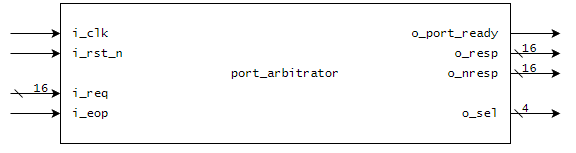 i_clk
i_rst_n
16
i_req
i_eop
port_arbitrator
o_port_ready
o_resp
16
o_nresp
16
o_sel
4